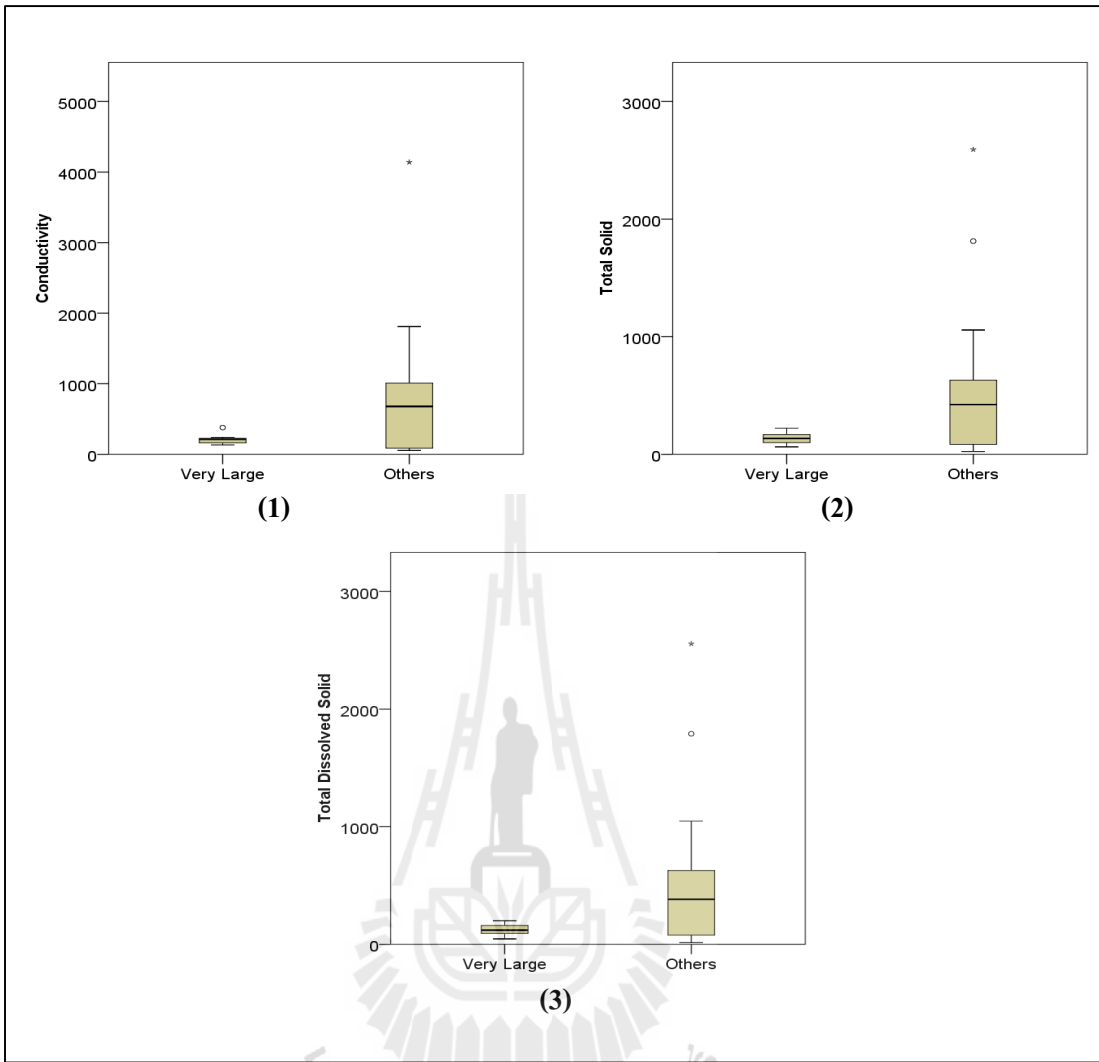 5000
4000
3000
2000
1000
0
Conductivity
Very Large
Others
(1)
3000
2000
1000
0
Total Solid
Very Large
Others
(2)
3000
2000
1000
0
Total Dissolved Solid
Very Large
Others
(3)